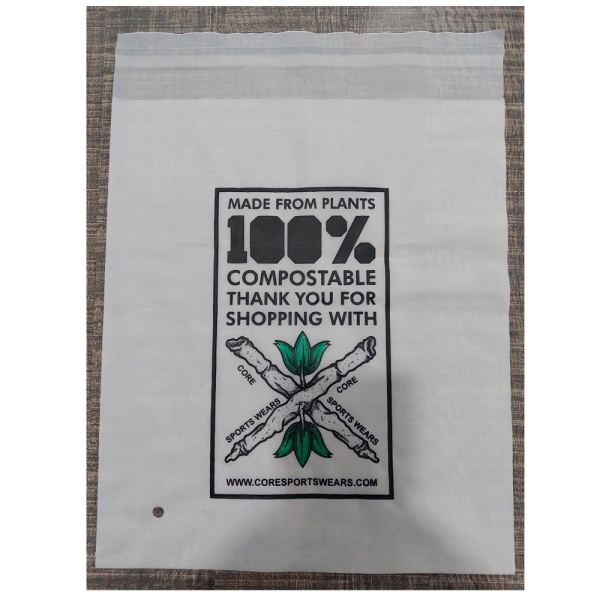 MADE FROM PLANTS
100%
COMPOSTABLE
THANK YOU FOR
SHOPPING WITH
CORE
CORE
SPORTS WEARS
SPORTS WEARS
WWW.CORESPORTSWEARS.COM